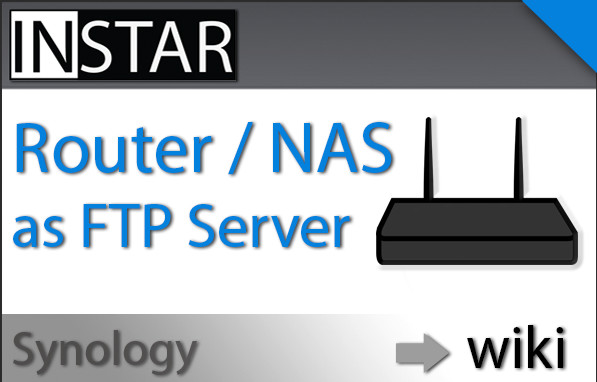 INSTAR
Router / NAS
as FTP Server
Synology
wiki